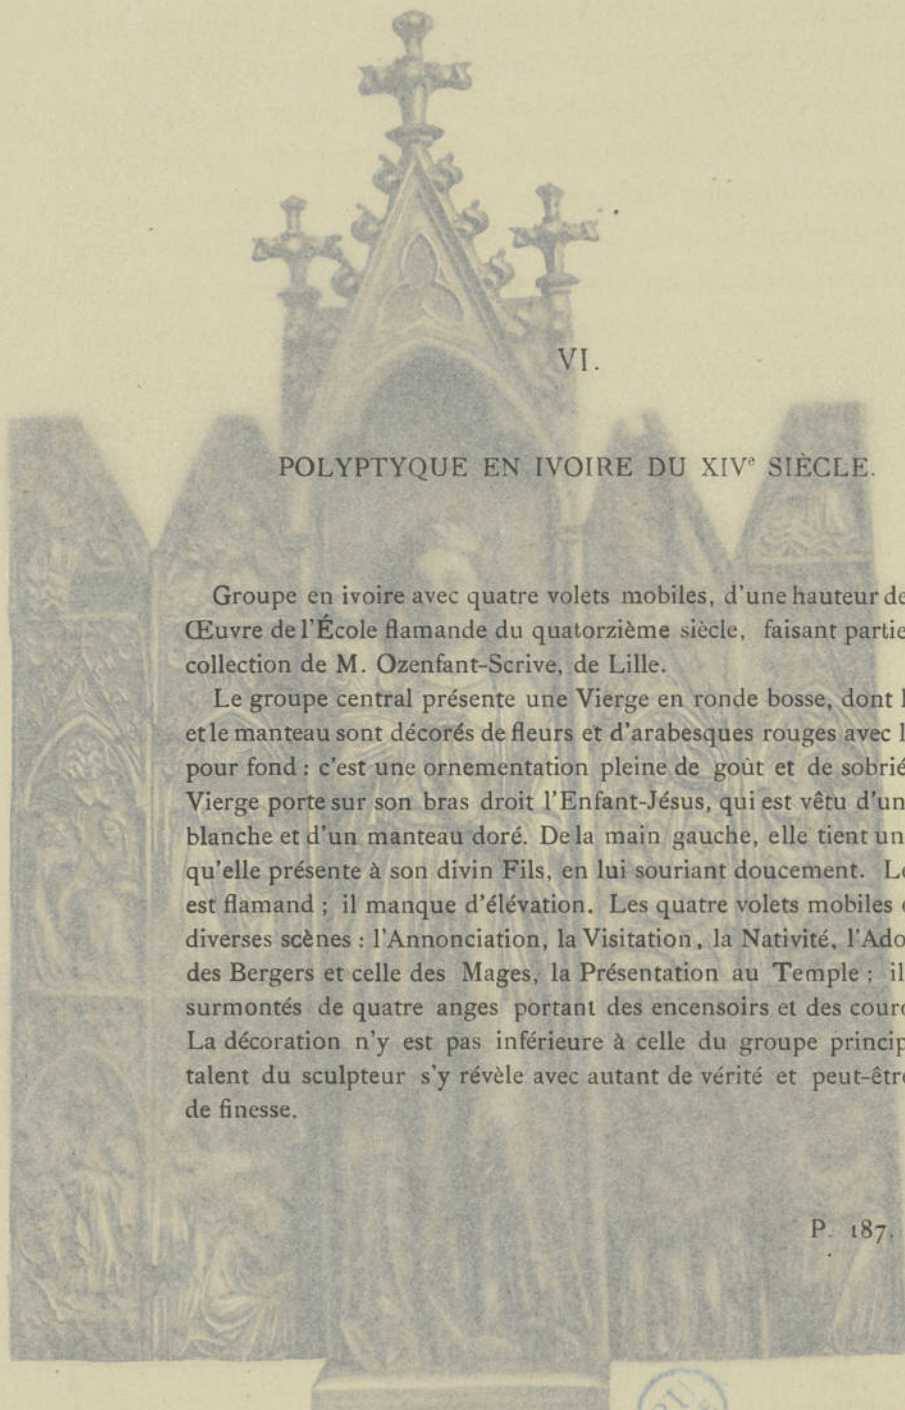 VI.
POLYPTYQUE EN IVOIRE DU XIVe SIÈCLE.
Groupe en ivoire avec quatre volets mobiles, d'une hauteur de
Œuvre de l'École flamande du quatorzième siècle, faisant partie
collection de M. Ozenfant-Scrive, de Lille.
Le groupe central présente une Vierge en ronde bosse, dont
et le manteau sont décorés de fleurs et d'arabesques rouges avec
pour fond : c'est une ornementation pleine de goût et de sobrié
Vierge porte sur son bras droit l'Enfant-Jésus, qui est vêtu d'un
blanche et d'un manteau doré. De la main gauche, elle tient un
qu'elle présente à son divin Fils, en lui souriant doucement. Le
est flamand ; il manque d'élévation. Les quatre volets mobiles
diverses scènes : l'Annonciation, la Visitation, la Nativité, l'Ado
des Bergers et celle des Mages, la Présentation au Temple ; il
surmontés de quatre anges portant des encensoirs et des cour
La décoration n'y est pas inférieure à celle du groupe princip
talent du sculpteur s'y révèle avec autant de vérité et peut-êtr
de finesse.
P. 187.